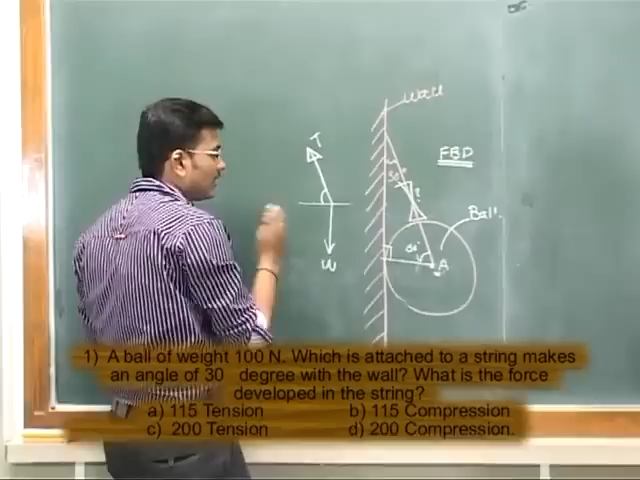 Wall
FBD
T
30°
Ball.
60°
A
W
1) A ball of weight 100 N. Which is attached to a string makes
an angle of 30 degree with the wall? What is the force
developed in the string?
a) 115 Tension b) 115 Compression
c) 200 Tension d) 200 Compression.